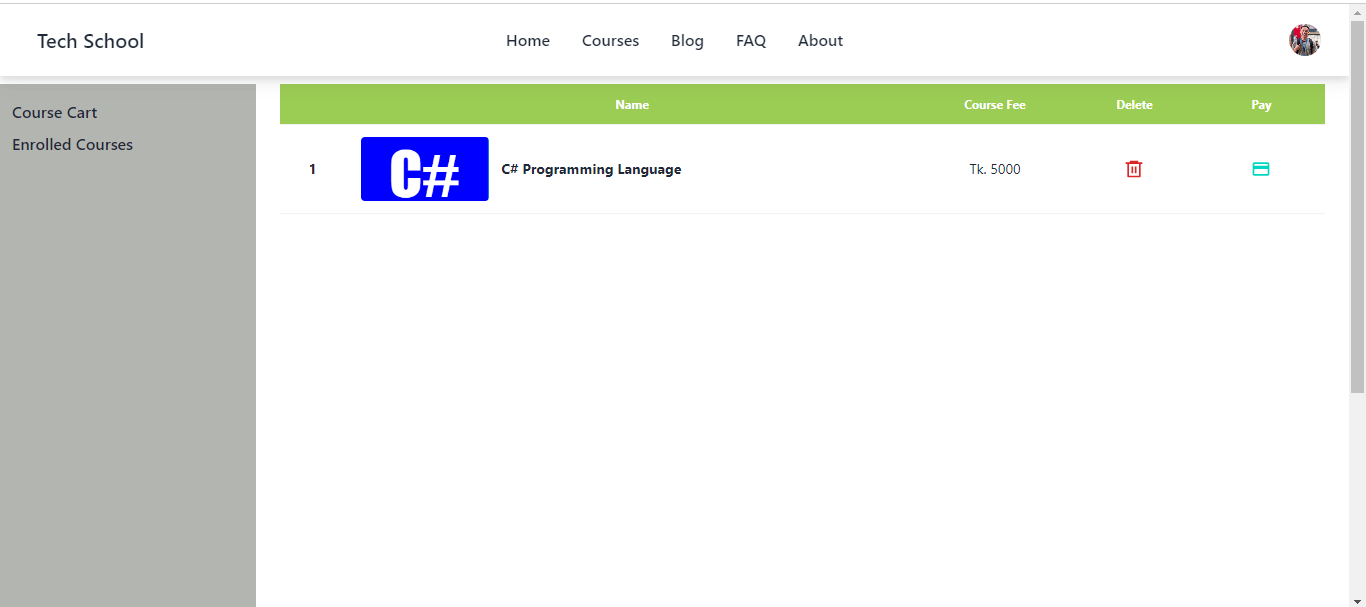 Tech School
Home Courses Blog FAQ About
Course Cart
Enrolled Courses
Name Course Fee Delete Pay
1 C# C# Programming Language Tk. 5000